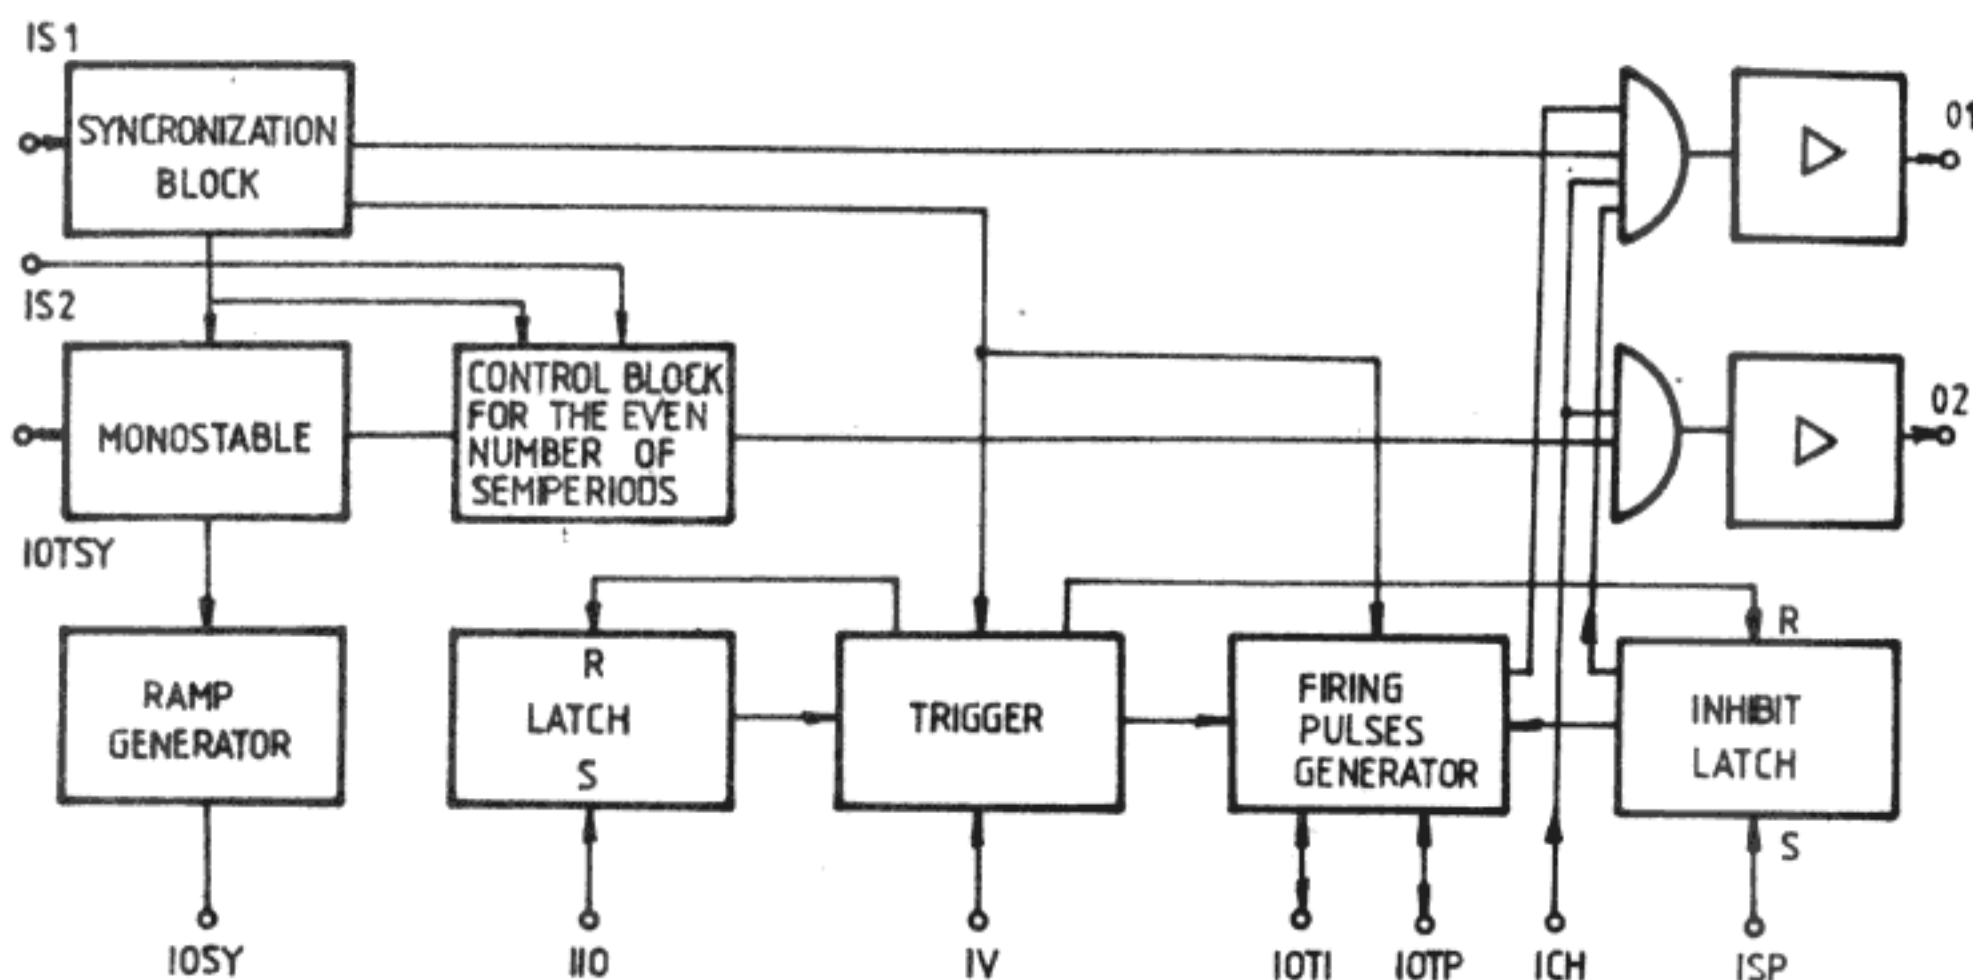 IS1
SYNCRONIZATION
BLOCK
01
IS2
MONOSTABLE
CONTROL BLOCK
FOR THE EVEN
NUMBER OF
SEMIPERIODS
02
IOTSY
RAMP
GENERATOR
R
LATCH
S
TRIGGER
FIRING
PULSES
GENERATOR
R
INHIBIT
LATCH
S
IOSY
IIO
IV
IOTI
IOTP
ICH
ISP